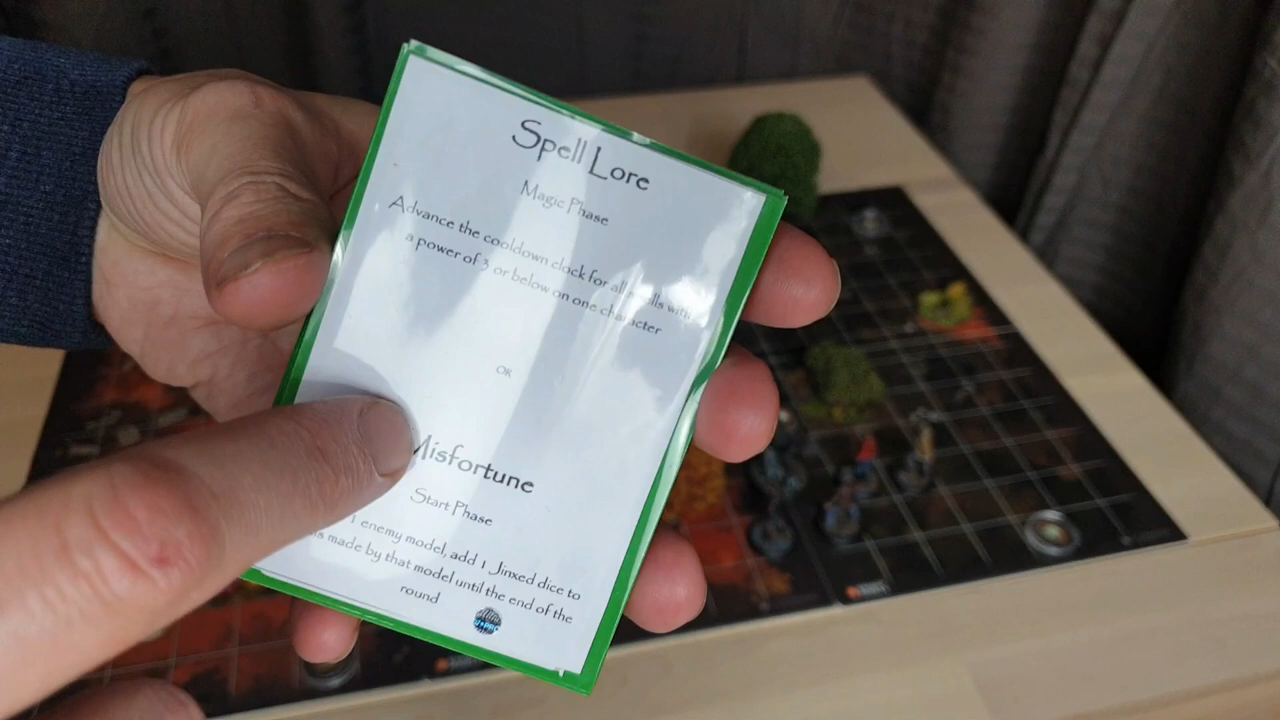 Spell Lore
Magic Phase
Advance the cooldown clock for all with
a power of 3 or below on one character
OR
Misfortune
Start Phase
1 enemy model, add 1 Jinxed dice to
made by that model until the end of the
round